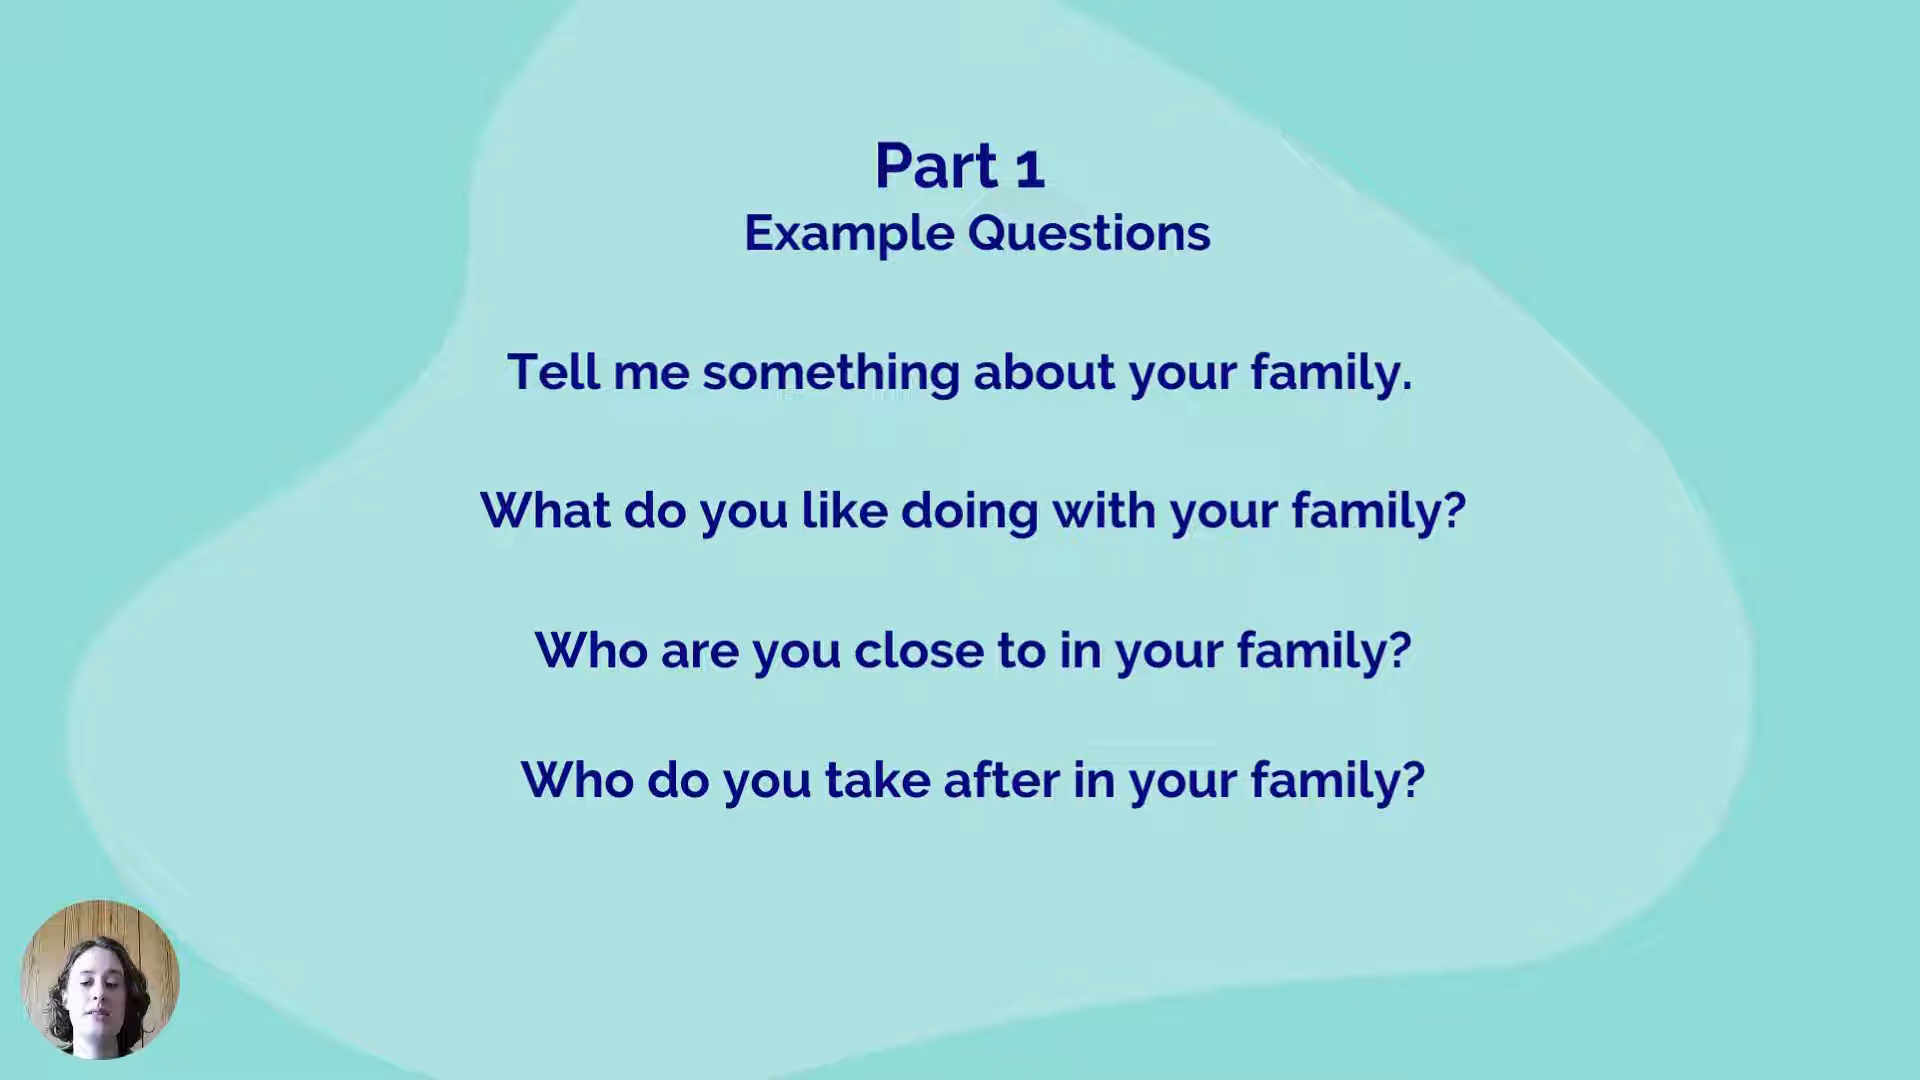 Part 1
Example Questions
Tell me something about your family.
What do you like doing with your family?
Who are you close to in your family?
Who do you take after in your family?